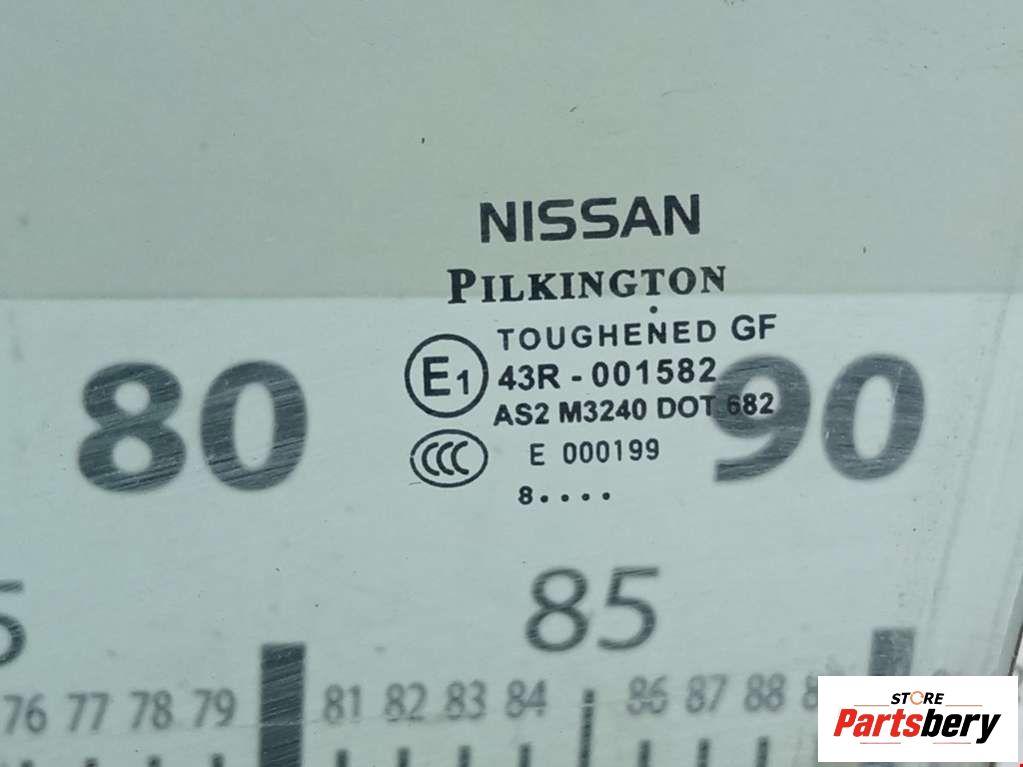 NISSAN
PILKINGTON
TOUGHENED GF
E1 43R - 001582
AS2 M3240 DOT 682
CCC E 000199
8....
80 90
85
76 77 78 79 81 82 83 84 86 87 88
STORE
Partsbery